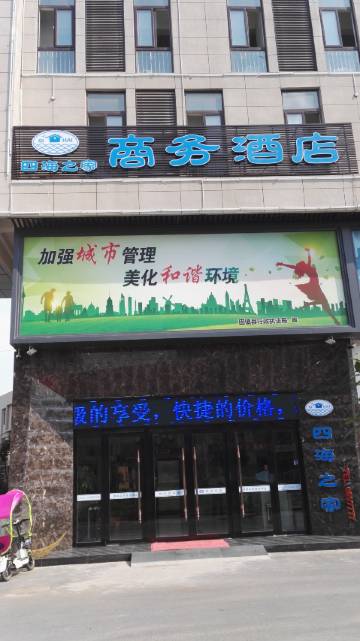 四海之家
商务酒店
加强城市管理
美化和谐环境
级的享受,快捷的价格,
四海之家